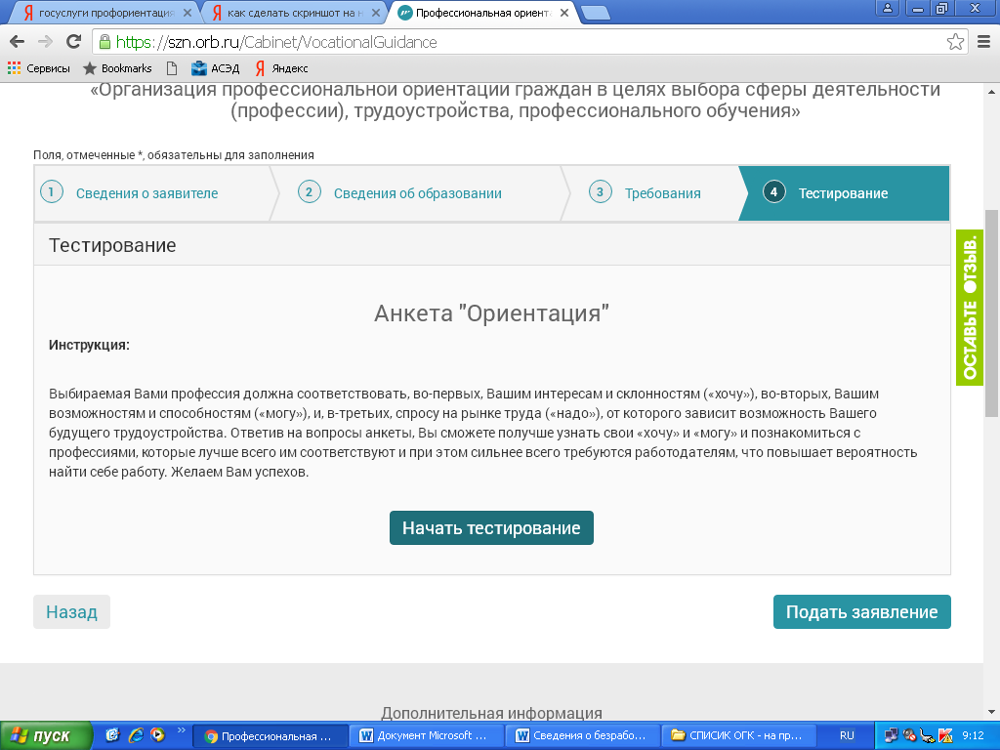 госуслуги профориентация
как сделать скриншот на н
Профессиональная ориент
https://szn.orb.ru/Cabinet/VocationalGuidance
Сервисы Bookmarks АСЭД Яндекс
«Организация профессиональной ориентации граждан в целях выбора сферы деятельности
(профессии), трудоустройства, профессионального обучения»
Поля, отмеченные *, обязательны для заполнения
1 Сведения о заявителе 2 Сведения об образовании 3 Требования 4 Тестирование
Тестирование
ОСТАВЬТЕ ОТЗЫВ.
Анкета "Ориентация"
Инструкция:
Выбираемая Вами профессия должна соответствовать, во-первых, Вашим интересам и склонностям («хочу»), во-вторых, Вашим
возможностям и способностям («могу»), и, в-третьих, спросу на рынке труда («надо»), от которого зависит возможность Вашего
будущего трудоустройства. Ответив на вопросы анкеты, Вы сможете получше узнать свои «хочу» и «могу» и познакомиться с
профессиями, которые лучше всего им соответствуют и при этом сильнее всего требуются работодателям, что повышает вероятность
найти себе работу. Желаем Вам успехов.
Начать тестирование
Назад Подать заявление
Дополнительная информация
пуск » Профессиональная ... Документ Microsoft ... Сведения о безрабо... СПИСИК ОГК - на пр... RU 9:12